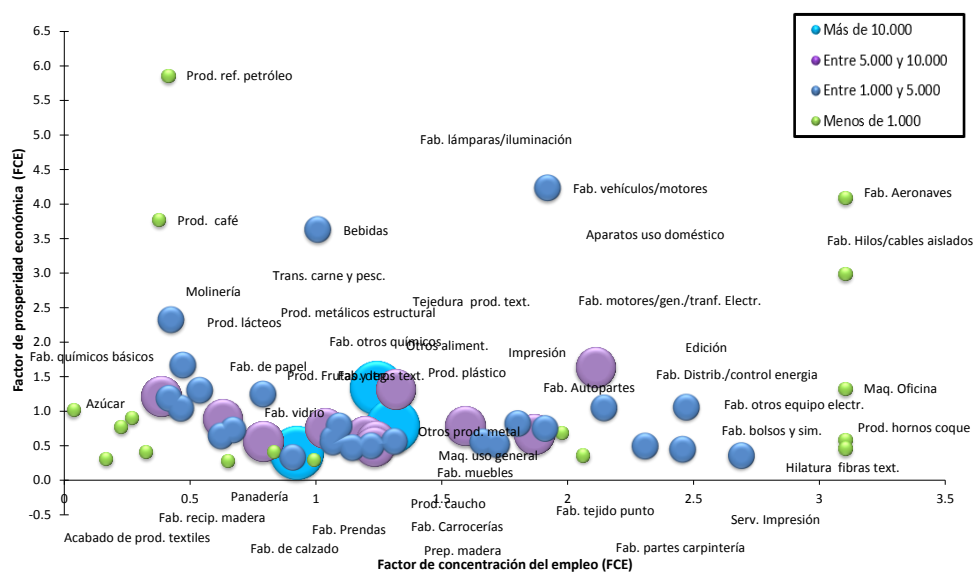 6.5
6.0
5.5
5.0
4.5
4.0
3.5
3.0
2.5
2.0
1.5
1.0
0.5
0.0
-0.5
Factor de prosperidad económica (FCE)
Más de 10.000
Entre 5.000 y 10.000
Entre 1.000 y 5.000
Menos de 1.000
Prod. ref. petróleo
Fab. lámparas/iluminación
Fab. vehículos/motores
Fab. Aeronaves
Prod. café
Bebidas
Aparatos uso doméstico
Fab. Hilos/cables aislados
Trans. carne y pesc.
Molinería
Tejedura prod. text.
Fab. motores/gen./tranf. Electr.
Prod. metálicos estructural
Prod. lácteos
Fab. otros químicos
Otros aliment.
Impresión
Edición
Fab. químicos básicos
Fab. de papel
Prod. Frutas y leg.
Fab. otros text.
Prod. plástico
Fab. Distrib./control energia
Fab. Autopartes
Maq. Oficina
Azúcar
Fab. vidrio
Fab. otro equipo electr.
Otros prod. metal
Fab. bolsos y sim.
Prod. hornos coque
Maq. uso general
Fab. muebles
Hilatura fibras text.
0 0.5 1 1.5 2 2.5 3 3.5
Panadería
Prod. caucho
Fab. tejido punto
Fab. recip. madera
Fab. Prendas
Fab. Carrocerías
Serv. Impresión
Acabado de prod. textiles
Fab. de calzado
Prep. madera
Fab. partes carpintería
Factor de concentración del empleo (FCE)